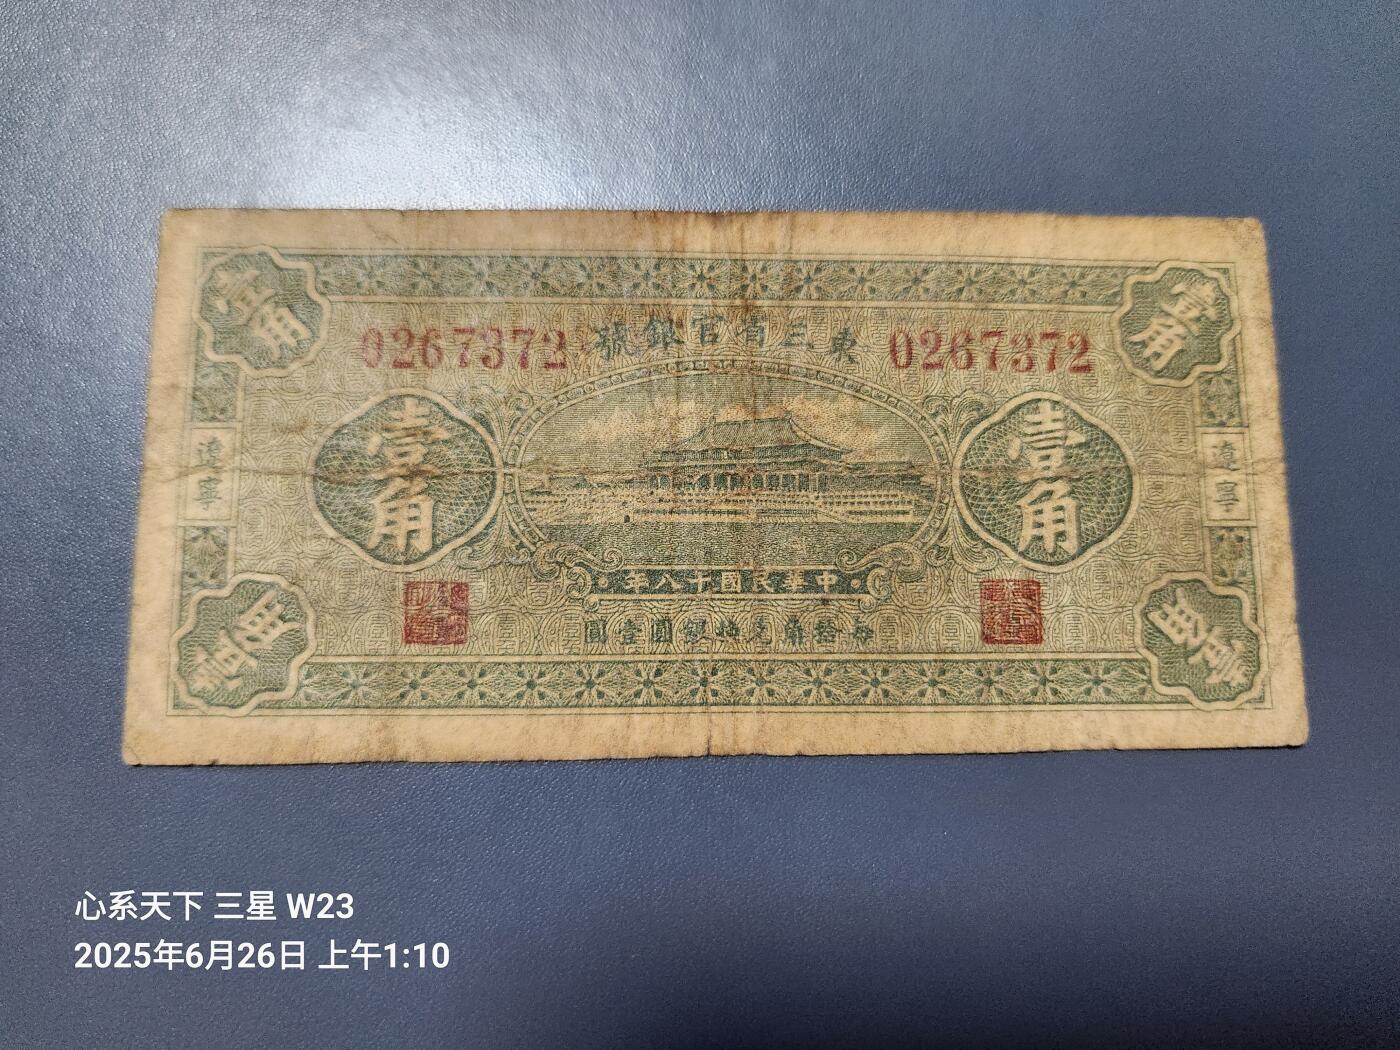 東三省官銀號
0267372
0267372
壹角
壹角
壹角
壹角
遼寧
遼寧
中華民國十八年
每拾角兌換銀圓壹圓
壹角
壹角
心系天下 三星 W23
2025年6月26日 上午1:10